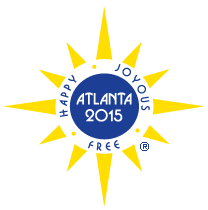 HAPPY · JOYOUS
ATLANTA
2015
· FREE ·
®